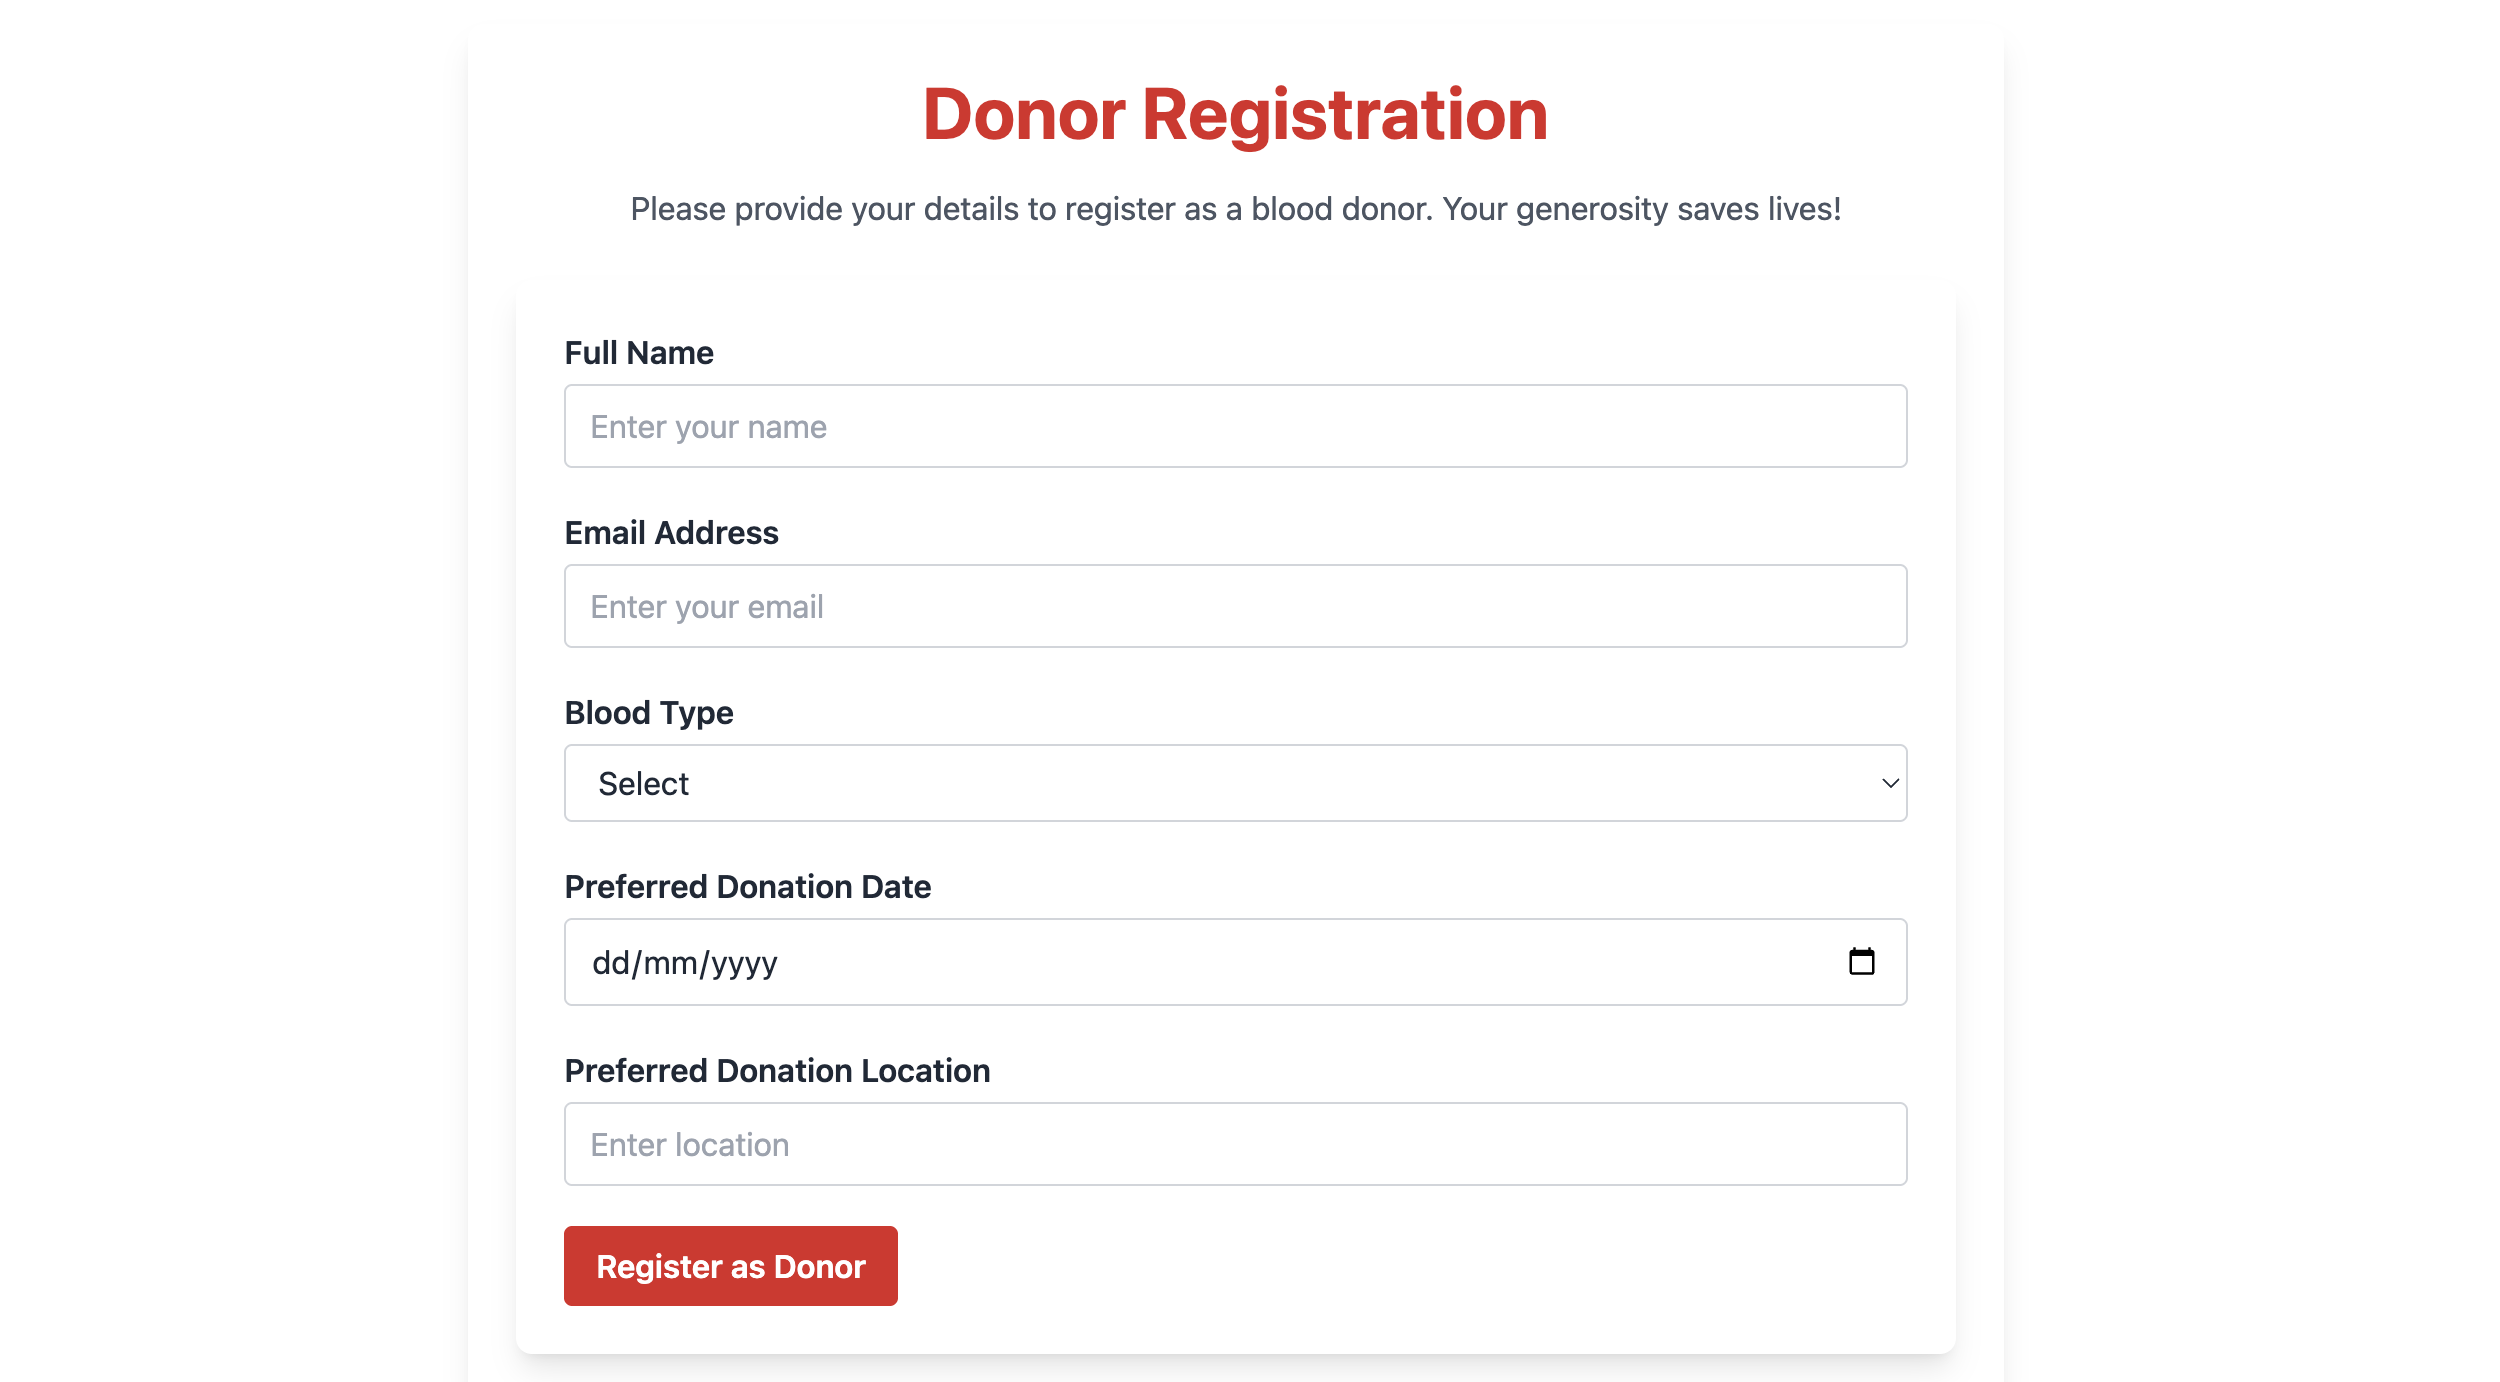 Donor Registration
Please provide your details to register as a blood donor. Your generosity saves lives!
Full Name
Enter your name
Email Address
Enter your email
Blood Type
Select
Preferred Donation Date
dd/mm/yyyy
Preferred Donation Location
Enter location
Register as Donor